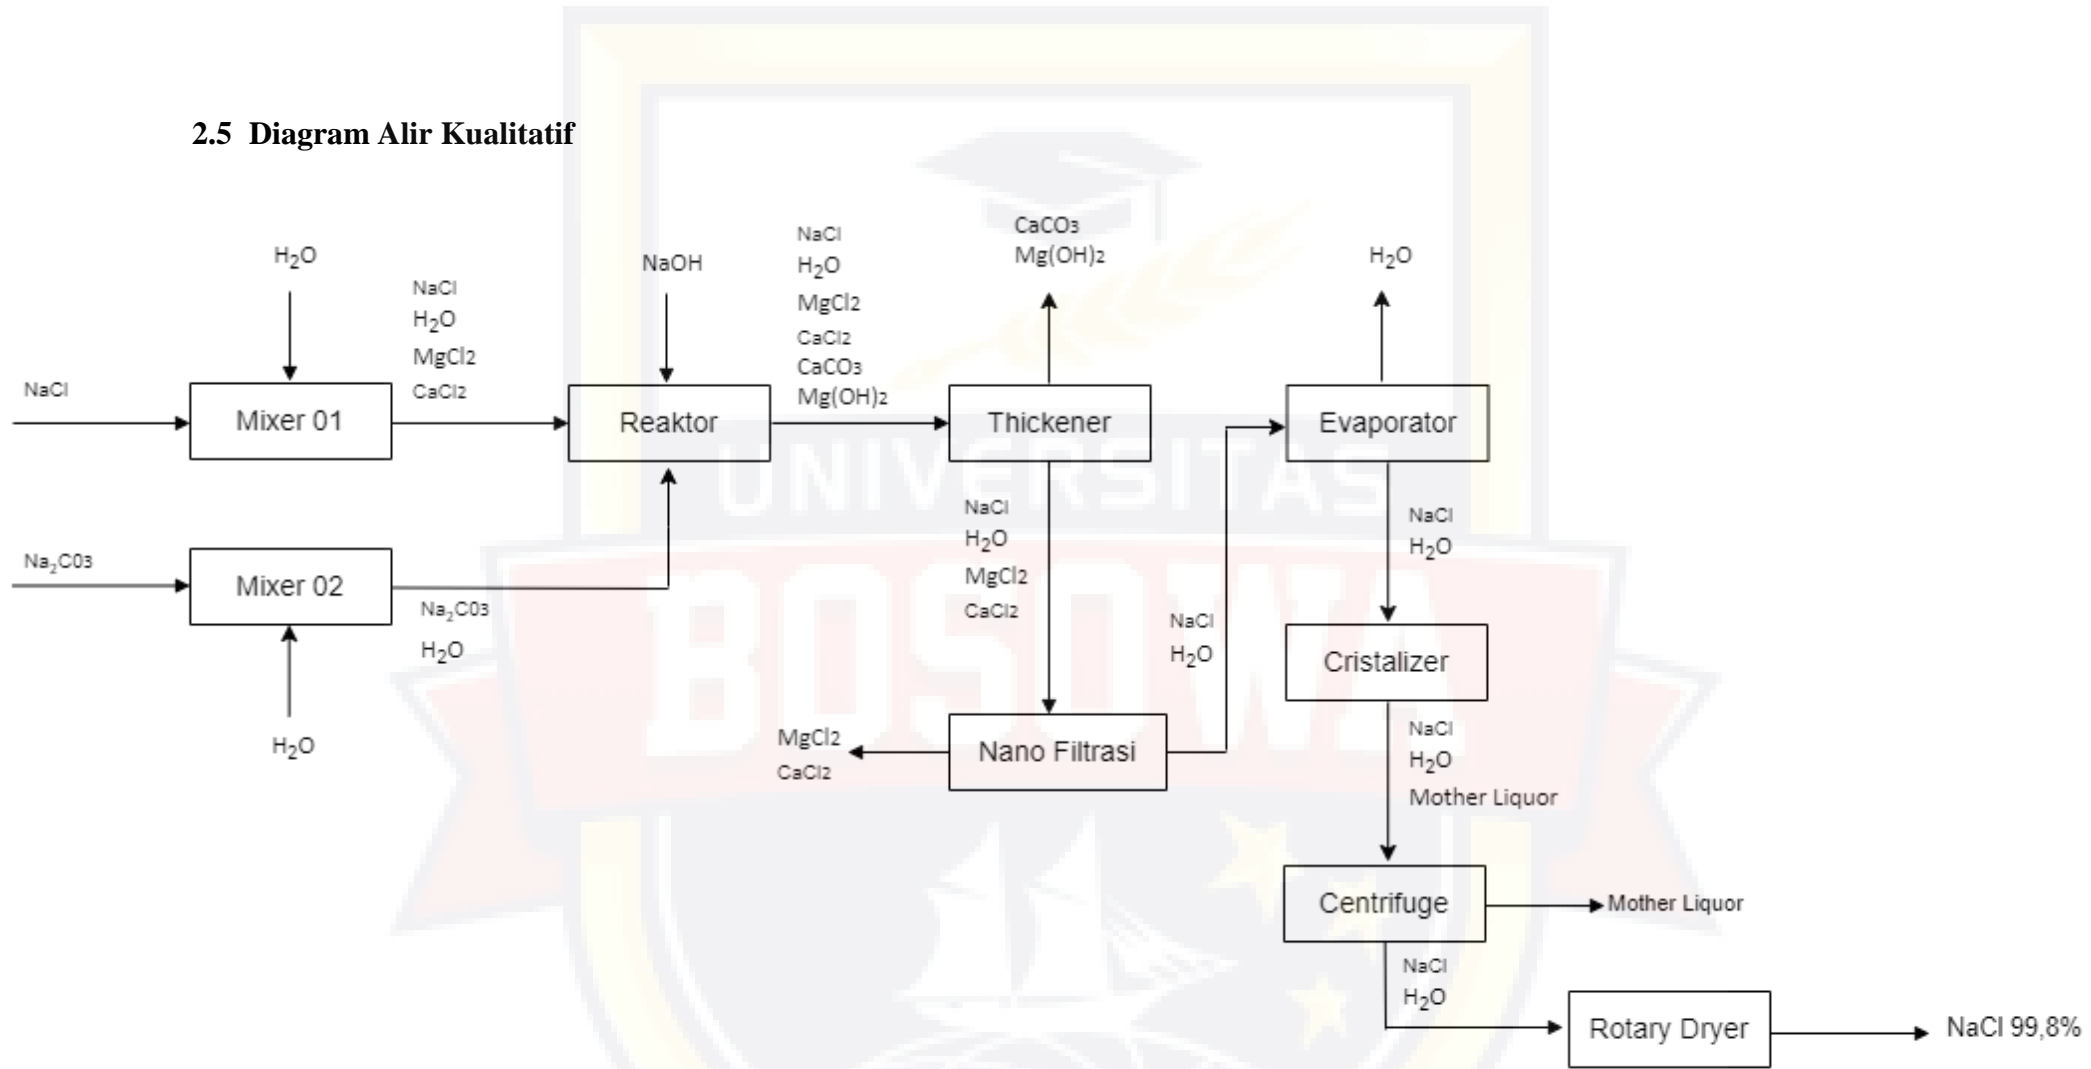 2.5 Diagram Alir Kualitatif
H₂O
NaCl
H₂O
MgCl2
CaCl2
NaCl
Mixer 01
NaOH
Reaktor
NaCl
H₂O
MgCl2
CaCl2
CaCO3
Mg(OH)2
CaCO3
Mg(OH)2
Thickener
H₂O
Evaporator
Na₂C03
Mixer 02
Na₂C03
H₂O
H₂O
NaCl
H₂O
MgCl2
CaCl2
MgCl2
CaCl2
Nano Filtrasi
NaCl
H₂O
NaCl
H₂O
Cristalizer
NaCl
H₂O
Mother Liquor
Centrifuge
Mother Liquor
NaCl
H₂O
Rotary Dryer
NaCl 99,8%
UNIVERSITAS
BOSOWA